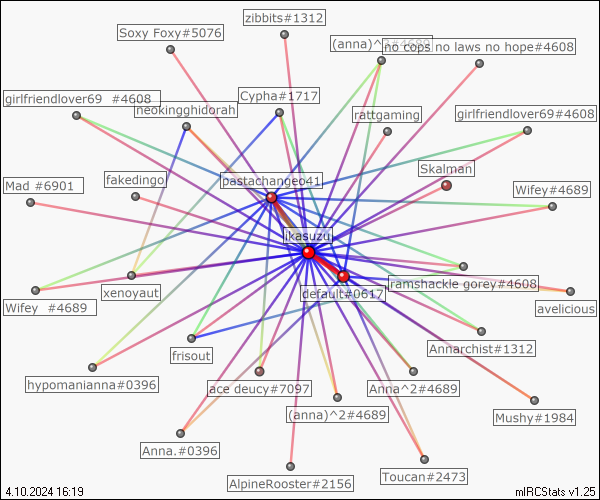 zibbits#1312
Soxy Foxy#5076
(anna)^2#4689
no cops no laws no hope#4608
girlfriendlover69 #4608
neokingghidorah
Cypha#1717
rattgaming
girlfriendlover69#4608
Mad #6901
fakedingo
pastachangeo41
Skalman
Wifey#4689
ikasuzu
Wifey #4689
xenoyaut
default#0617
ramshackle gorey#4608
avelicious
frisout
Annarchist#1312
hypomanianna#0396
ace deucy#7097
Anna^2#4689
(anna)^2#4689
Mushy#1984
Anna.#0396
AlpineRooster#2156
Toucan#2473
4.10.2024 16:19
mIRCStats v1.25